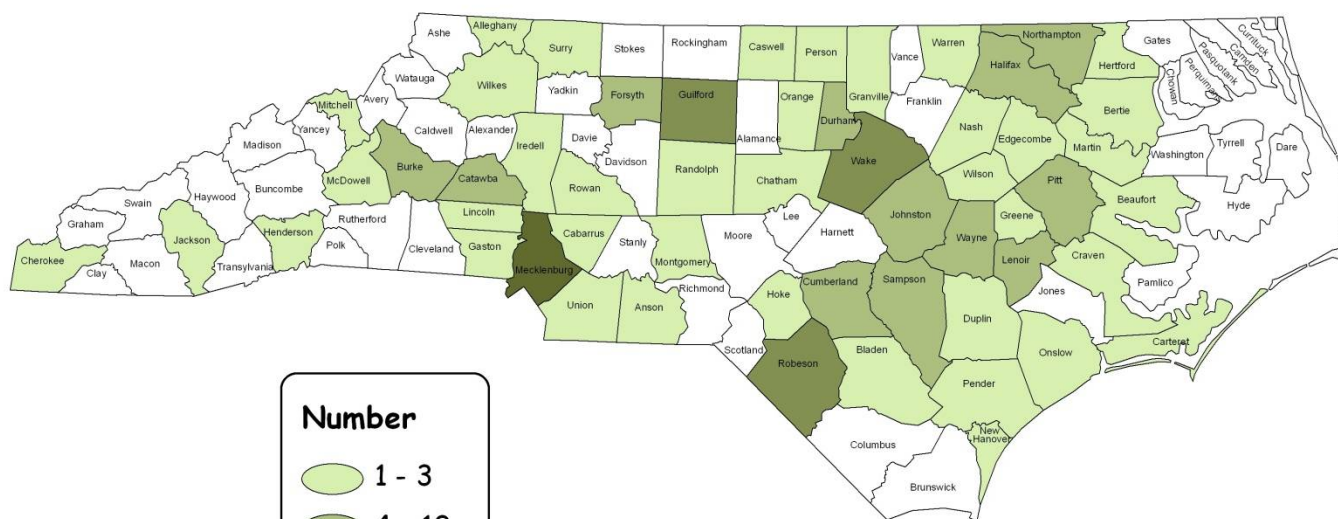 Alleghany
Ashe
Surry
Stokes
Rockingham
Caswell
Person
Vance
Warren
Northampton
Gates
Currituck
Camden
Pasquotank
Perquimans
Chowan
Halifax
Hertford
Watauga
Wilkes
Yadkin
Forsyth
Guilford
Orange
Granville
Durham
Franklin
Bertie
Mitchell
Avery
Caldwell
Alexander
Davie
Alamance
Nash
Edgecombe
Martin
Washington
Tyrrell
Dare
Madison
Yancey
Iredell
Davidson
Wake
Burke
Catawba
Randolph
Chatham
Wilson
Pitt
McDowell
Buncombe
Haywood
Rowan
Swain
Beaufort
Hyde
Graham
Rutherford
Lincoln
Lee
Johnston
Greene
Jackson
Henderson
Polk
Cleveland
Gaston
Cabarrus
Stanly
Montgomery
Moore
Harnett
Wayne
Lenoir
Craven
Cherokee
Clay
Macon
Transylvania
Mecklenburg
Pamlico
Richmond
Hoke
Cumberland
Sampson
Jones
Union
Anson
Duplin
Scotland
Robeson
Bladen
Onslow
Carteret
Pender
New
Hanover
Columbus
Brunswick
Number
1 - 3